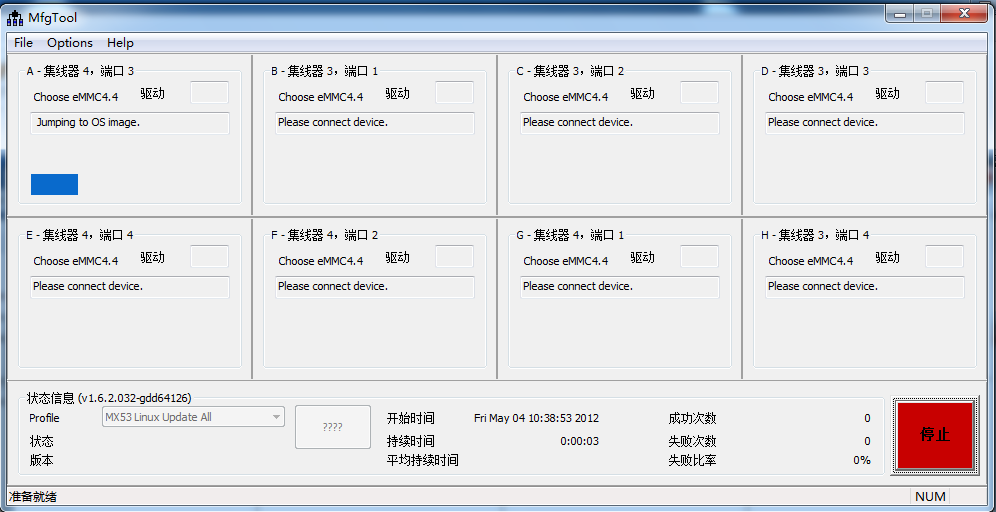 MfgTool
File Options Help
A - 集线器 4，端口 3
Choose eMMC4.4 驱动
Jumping to OS image.
B - 集线器 3，端口 1
Choose eMMC4.4 驱动
Please connect device.
C - 集线器 3，端口 2
Choose eMMC4.4 驱动
Please connect device.
D - 集线器 3，端口 3
Choose eMMC4.4 驱动
Please connect device.
E - 集线器 4，端口 4
Choose eMMC4.4 驱动
Please connect device.
F - 集线器 4，端口 2
Choose eMMC4.4 驱动
Please connect device.
G - 集线器 4，端口 1
Choose eMMC4.4 驱动
Please connect device.
H - 集线器 3，端口 4
Choose eMMC4.4 驱动
Please connect device.
状态信息 (v1.6.2.032-gdd64126)
Profile MX53 Linux Update All
状态
版本
????
开始时间 Fri May 04 10:38:53 2012
持续时间 0:00:03
平均持续时间
成功次数 0
失败次数 0
失败比率 0%
停止
准备就绪 NUM